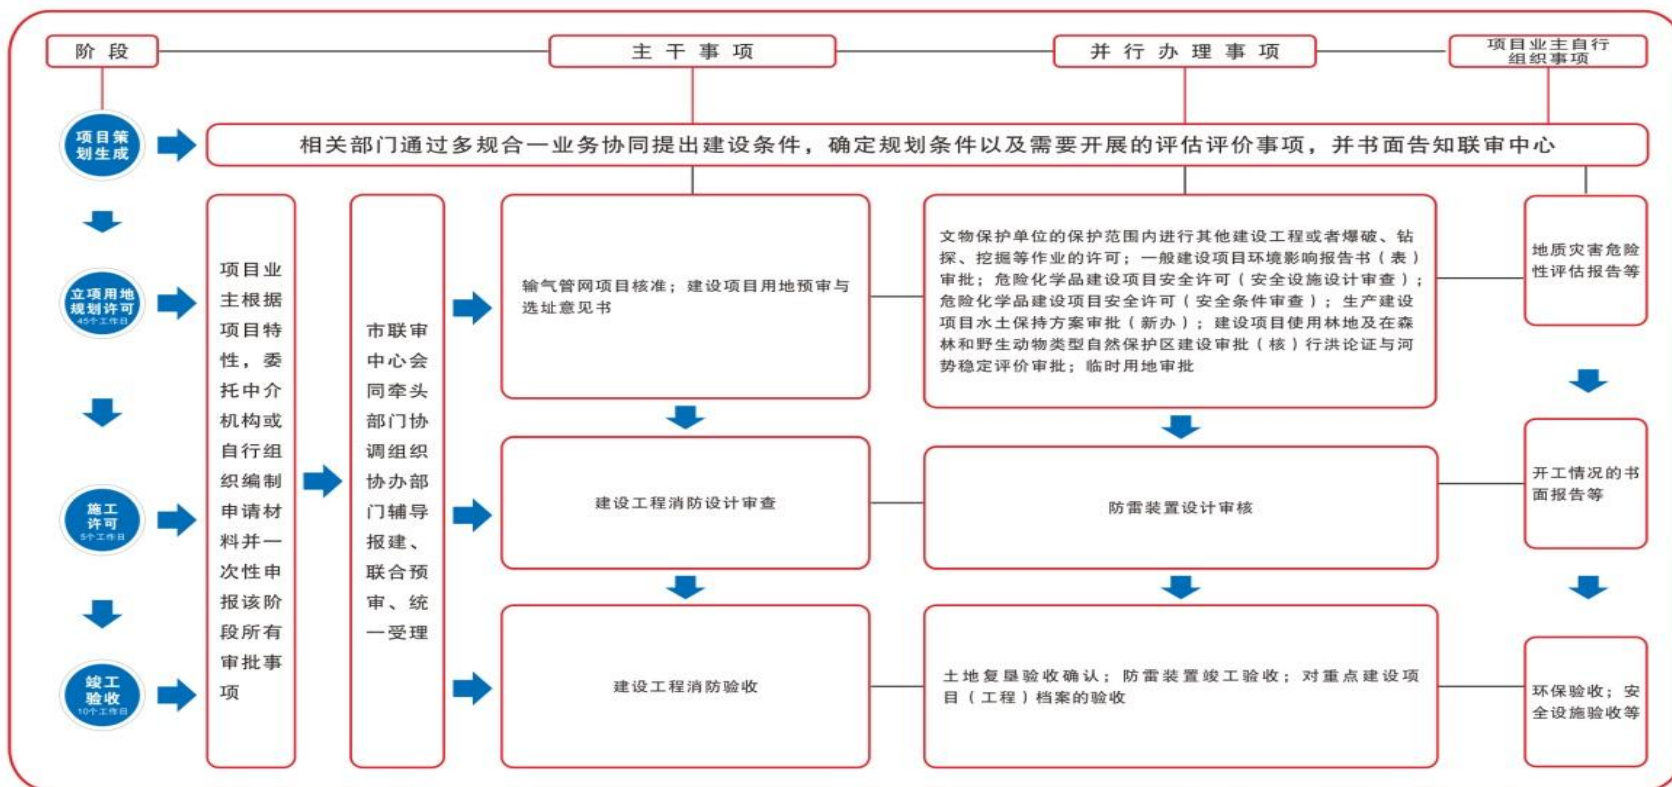 阶段
主干事项
并行办理事项
项目业主自行
组织事项
项目策
划生成
相关部门通过多规合一业务协同提出建设条件，确定规划条件以及需要开展的评估评价事项，并书面告知联审中心
立项用地
规划许可
45个工作日
项目业
主根据
项目特
性，委
托中介
机构或
自行组
织编制
申请材
料并一
次性申
报该阶
段所有
审批事
项
市联审
中心会
同牵头
部门协
调组织
协办部
门辅导
报建、
联合预
审、统
一受理
输气管网项目核准；建设项目用地预审与
选址意见书
文物保护单位的保护范围内进行其他建设工程或者爆破、钻
探、挖掘等作业的许可；一般建设项目环境影响报告书（表）
审批；危险化学品建设项目安全许可（安全设施设计审查）；
危险化学品建设项目安全许可（安全条件审查）；生产建设
项目水土保持方案审批（新办）；建设项目使用林地及在森
林和野生动物类型自然保护区建设审批（核）行洪论证与河
势稳定评价审批；临时用地审批
地质灾害危险
性评估报告等
施工
许可
5个工作日
建设工程消防设计审查
防雷装置设计审核
开工情况的书
面报告等
竣工
验收
10个工作日
建设工程消防验收
土地复垦验收确认；防雷装置竣工验收；对重点建设项
目（工程）档案的验收
环保验收；安
全设施验收等